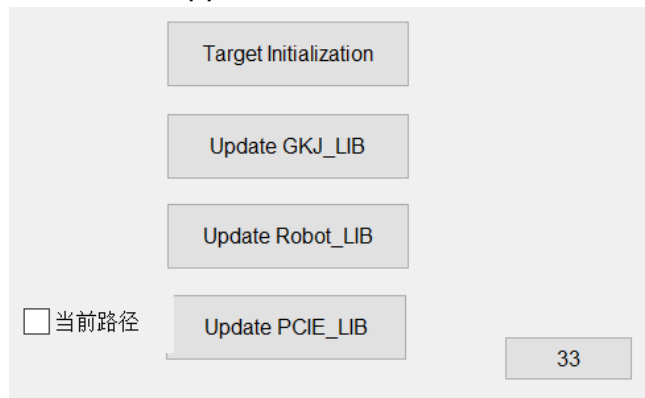 Target Initialization
Update GKJ_LIB
Update Robot_LIB
当前路径
Update PCIE_LIB
33